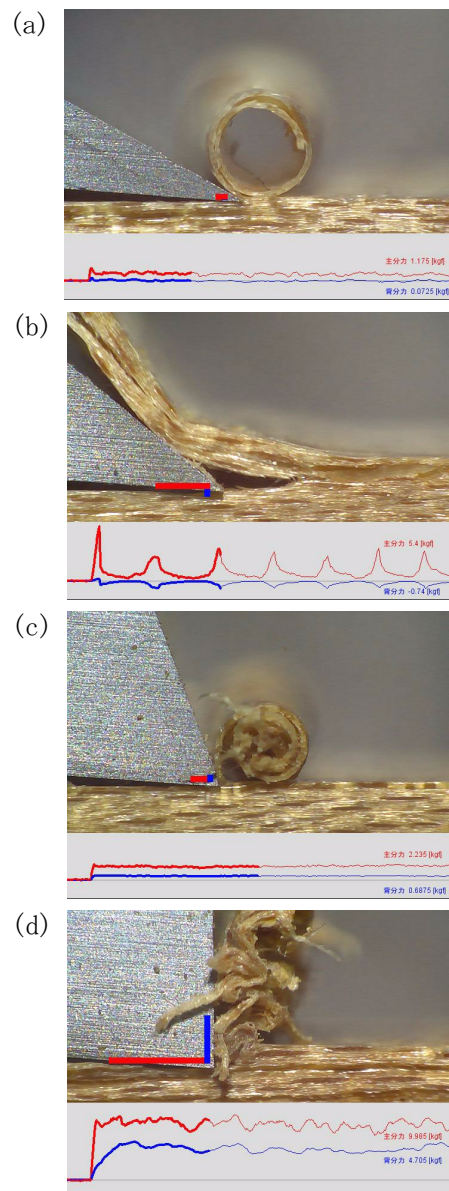 (a)
主分力 1.175 [kgf]
背分力 0.0725 [kgf]
(b)
主分力 5.4 [kgf]
背分力 -0.74 [kgf]
(c)
主分力 2.235 [kgf]
背分力 0.6875 [kgf]
(d)
主分力 9.985 [kgf]
背分力 4.705 [kgf]